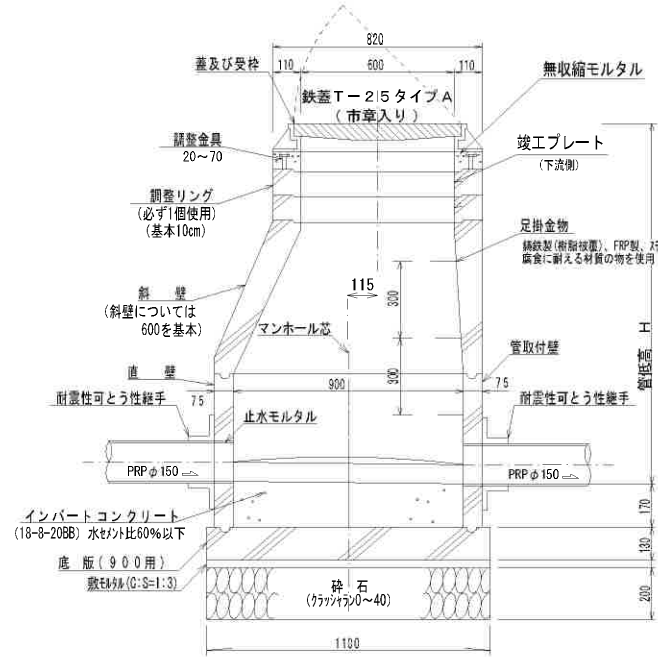 820
110 600 110
蓋及び受枠
鉄蓋T-25タイプA
(市章入り)
無収縮モルタル
調整金具
20～70
竣工プレート
(下流側)
調整リング
(必ず1個使用)
(基本10cm)
足掛金物
鋳鉄製(樹脂被覆)、FRP製、
腐食に耐える材質の物を使用
115
300
斜 壁
(斜壁については
600を基本)
マンホール芯
管低高 H
300
管取付壁
直 壁
75 900 75
耐震性可とう性継手
耐震性可とう性継手
止水モルタル
PRPφ150
PRPφ150
インバートコンクリート
(18-8-20BB) 水セメント比60%以下
170
底 版(900用)
130
敷モルタル(C:S=1:3)
砕 石
(クラッシャラン0～40)
200
1100